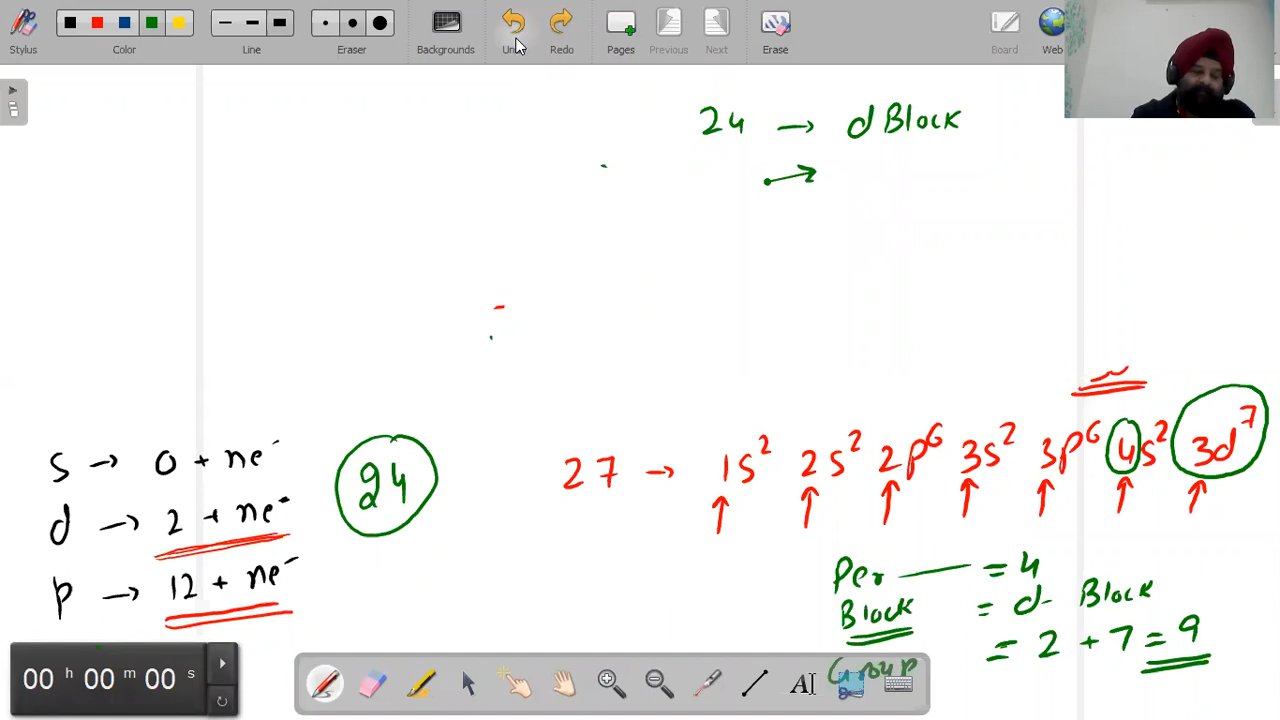 Stylus Color Line Eraser Backgrounds Undo Redo Pages Previous Next Erase Board Web
24 → d Block
→
s → 0 + ne⁻
d → 2 + ne⁻
p → 12 + ne⁻
24
27 → 1s² 2s² 2p⁶ 3s² 3p⁶ 4s² 3d⁷
Per — = 4
Block = d- Block
Group = 2 + 7 = 9
00 h 00 m 00 s